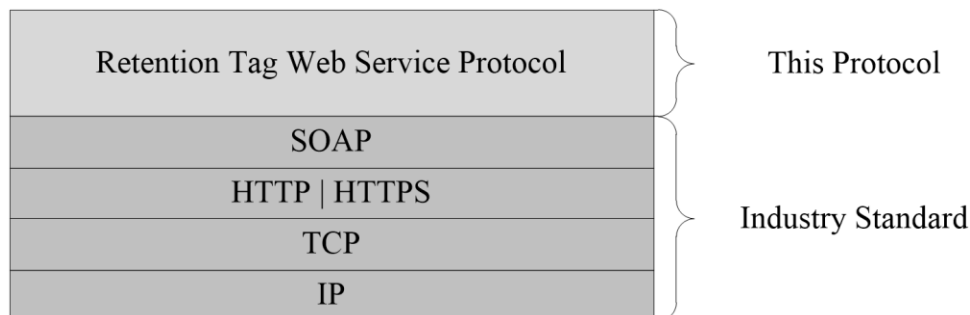 Retention Tag Web Service Protocol
This Protocol
SOAP
HTTP | HTTPS
Industry Standard
TCP
IP